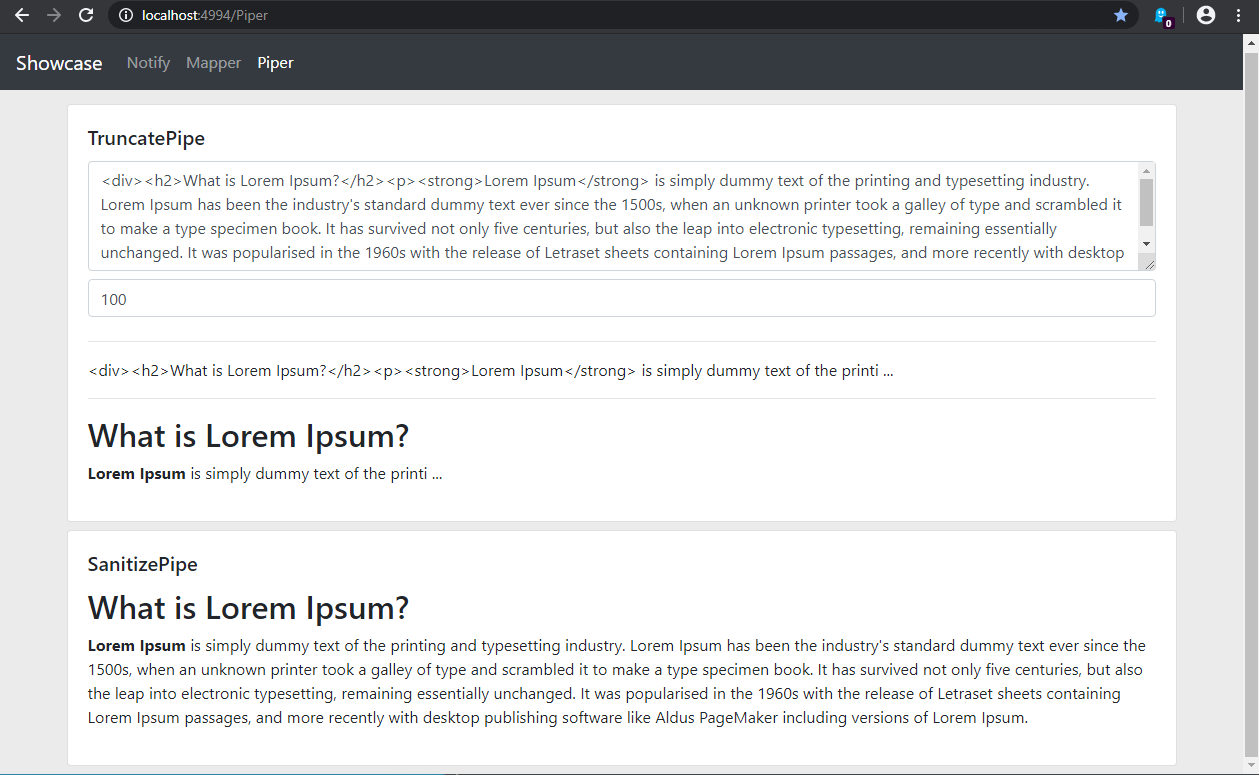 localhost:4994/Piper
0
Showcase Notify Mapper Piper
TruncatePipe
<div><h2>What is Lorem Ipsum?</h2><p><strong>Lorem Ipsum</strong> is simply dummy text of the printing and typesetting industry.
Lorem Ipsum has been the industry's standard dummy text ever since the 1500s, when an unknown printer took a galley of type and scrambled it
to make a type specimen book. It has survived not only five centuries, but also the leap into electronic typesetting, remaining essentially
unchanged. It was popularised in the 1960s with the release of Letraset sheets containing Lorem Ipsum passages, and more recently with desktop
100
<div><h2>What is Lorem Ipsum?</h2><p><strong>Lorem Ipsum</strong> is simply dummy text of the printi ...
What is Lorem Ipsum?
Lorem Ipsum is simply dummy text of the printi ...
SanitizePipe
What is Lorem Ipsum?
Lorem Ipsum is simply dummy text of the printing and typesetting industry. Lorem Ipsum has been the industry's standard dummy text ever since the
1500s, when an unknown printer took a galley of type and scrambled it to make a type specimen book. It has survived not only five centuries, but also
the leap into electronic typesetting, remaining essentially unchanged. It was popularised in the 1960s with the release of Letraset sheets containing
Lorem Ipsum passages, and more recently with desktop publishing software like Aldus PageMaker including versions of Lorem Ipsum.